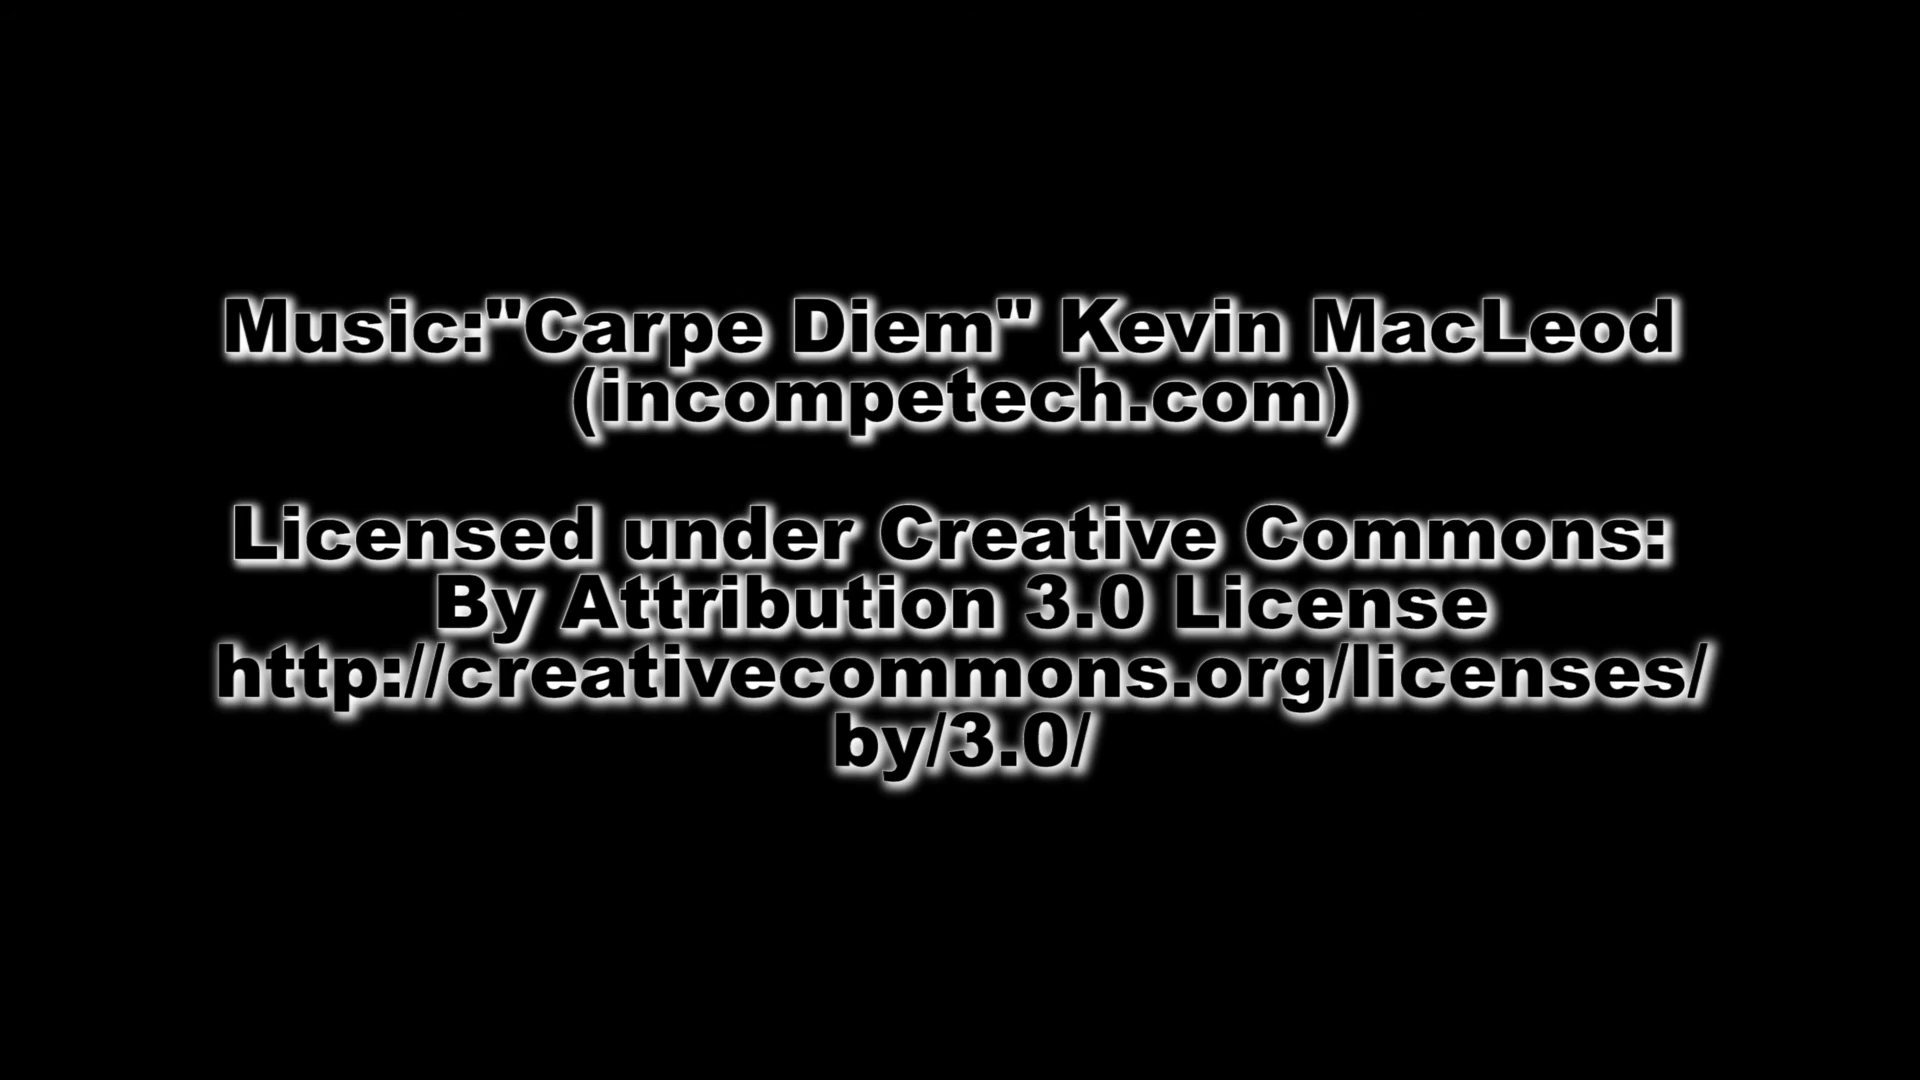 Music:"Carpe Diem" Kevin MacLeod
(incompetech.com)
Licensed under Creative Commons:
By Attribution 3.0 License
http://creativecommons.org/licenses/
by/3.0/